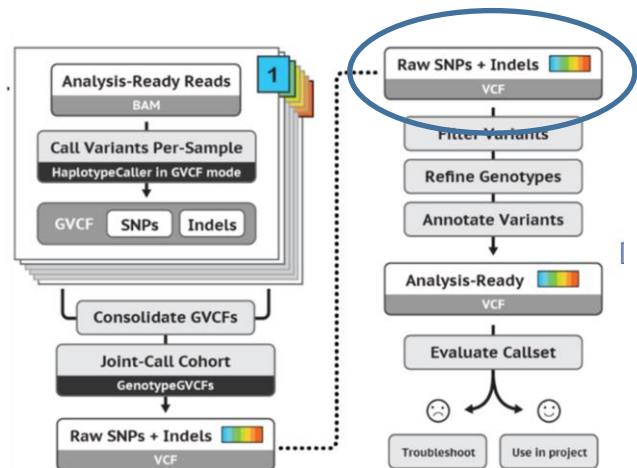 1
Analysis-Ready Reads
BAM
Call Variants Per-Sample
HaplotypeCaller in GVCF mode
GVCF SNPs Indels
Consolidate GVCFs
Joint-Call Cohort
GenotypeGVCFs
Raw SNPs + Indels
VCF
Raw SNPs + Indels
VCF
Filter Variants
Refine Genotypes
Annotate Variants
Analysis-Ready
VCF
Evaluate Callset
Troubleshoot Use in project